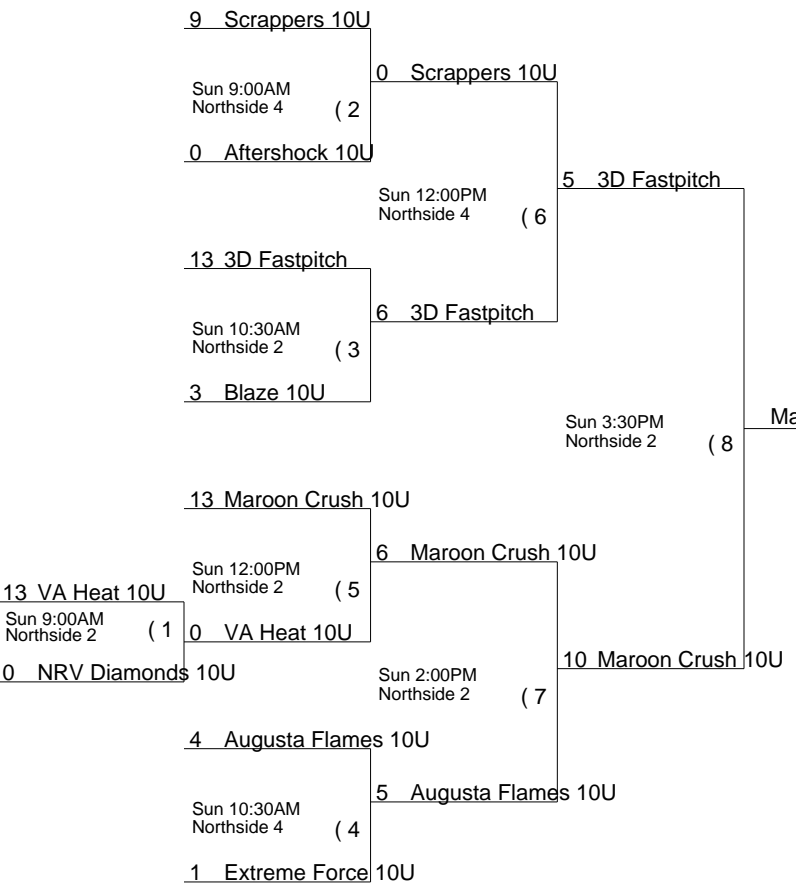 9 Scrappers 10U
0 Scrappers 10U
Sun 9:00AM
Northside 4
( 2
0 Aftershock 10U
5 3D Fastpitch
Sun 12:00PM
Northside 4
( 6
13 3D Fastpitch
6 3D Fastpitch
Sun 10:30AM
Northside 2
( 3
3 Blaze 10U
Ma
Sun 3:30PM
Northside 2
( 8
13 Maroon Crush 10U
6 Maroon Crush 10U
Sun 12:00PM
Northside 2
( 5
13 VA Heat 10U
Sun 9:00AM
Northside 2
( 1
0 VA Heat 10U
10 Maroon Crush 10U
0 NRV Diamonds 10U
Sun 2:00PM
Northside 2
( 7
4 Augusta Flames 10U
5 Augusta Flames 10U
Sun 10:30AM
Northside 4
( 4
1 Extreme Force 10U